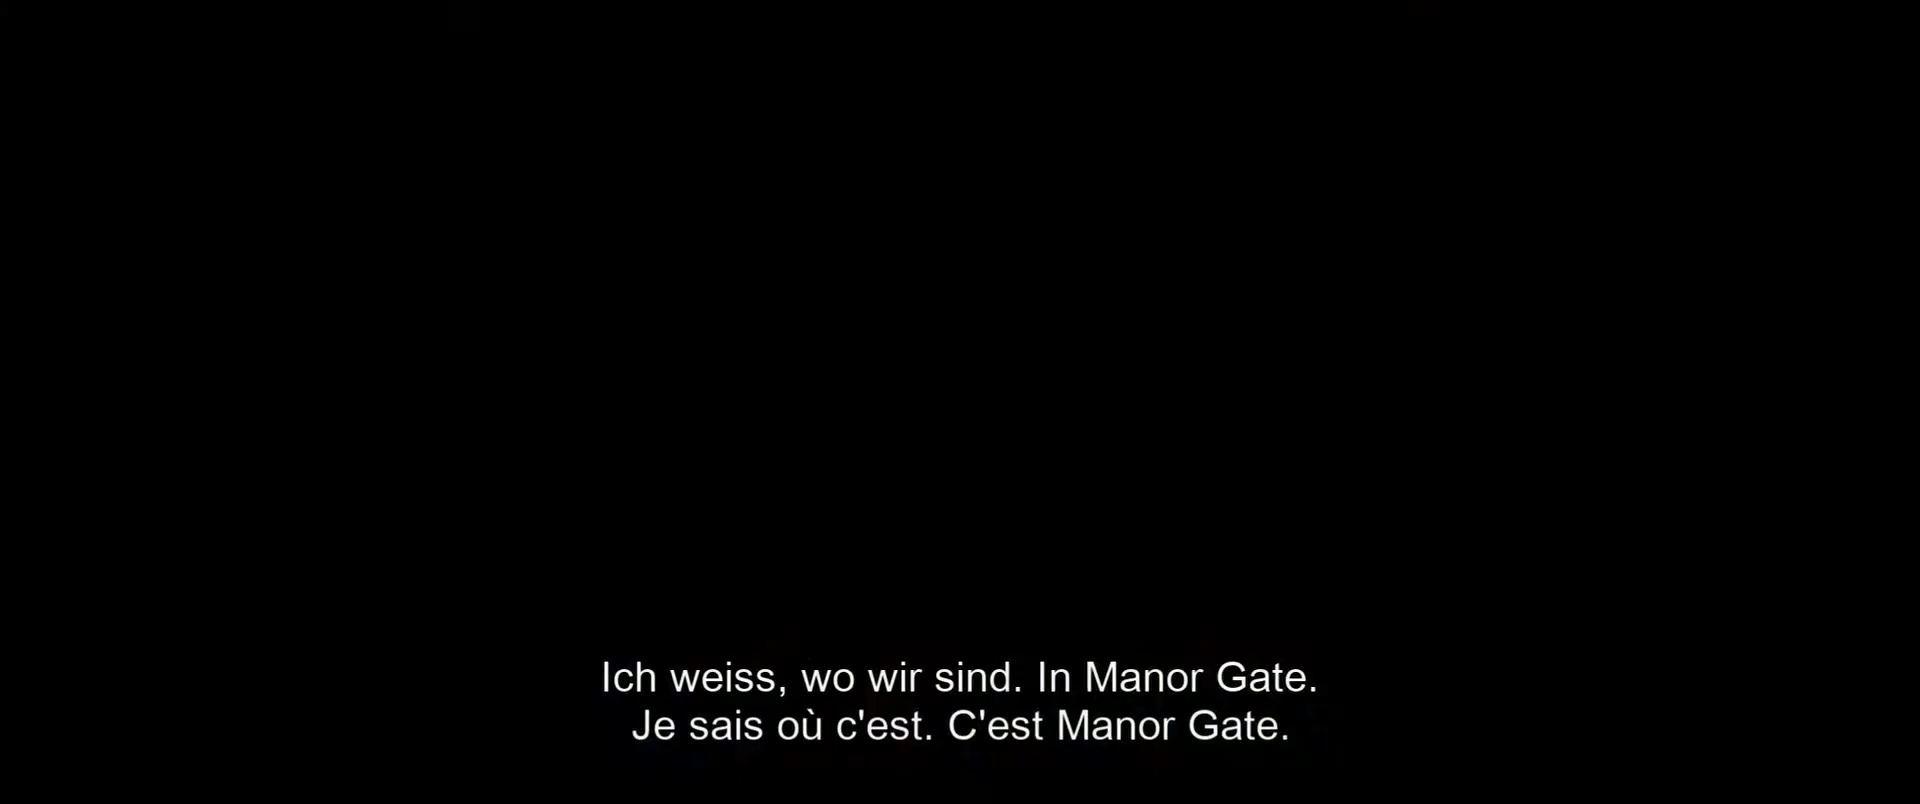 Ich weiss, wo wir sind. In Manor Gate.
Je sais où c'est. C'est Manor Gate.